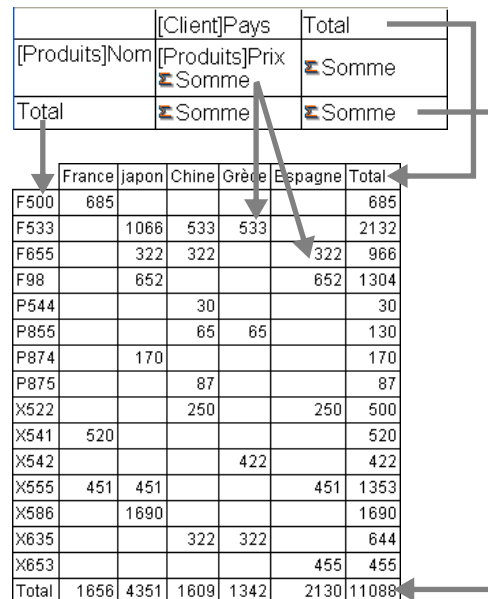 [Client]Pays Total
[Produits]Nom [Produits]Prix
Somme Somme
Total Somme Somme
France japon Chine Grèce Espagne Total
F500 685 685
F533 1066 533 533 2132
F655 322 322 322 966
F98 652 652 1304
P544 30 30
P855 65 65 130
P874 170 170
P875 87 87
X522 250 250 500
X541 520 520
X542 422 422
X555 451 451 451 1353
X586 1690 1690
X635 322 322 644
X653 455 455
Total 1656 4351 1609 1342 2130 11088